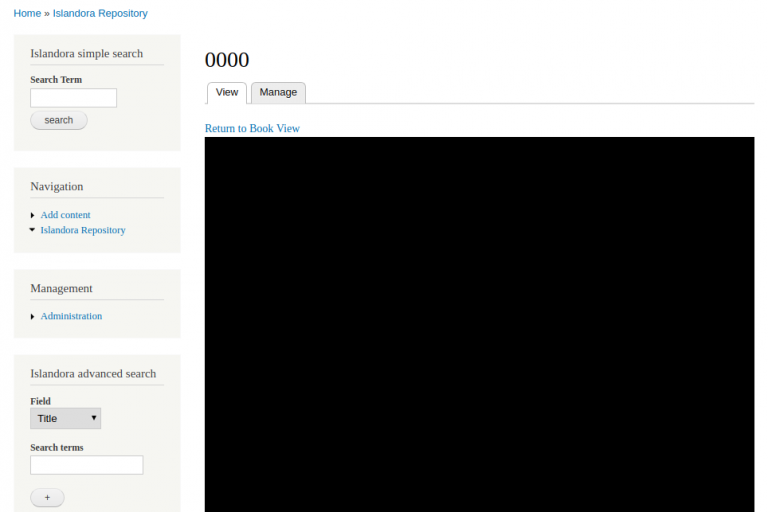 Home » Islandora Repository
Islandora simple search
Search Term
search
Navigation
Add content
Islandora Repository
Management
Administration
Islandora advanced search
Field
Title
Search terms
+
0000
View Manage
Return to Book View